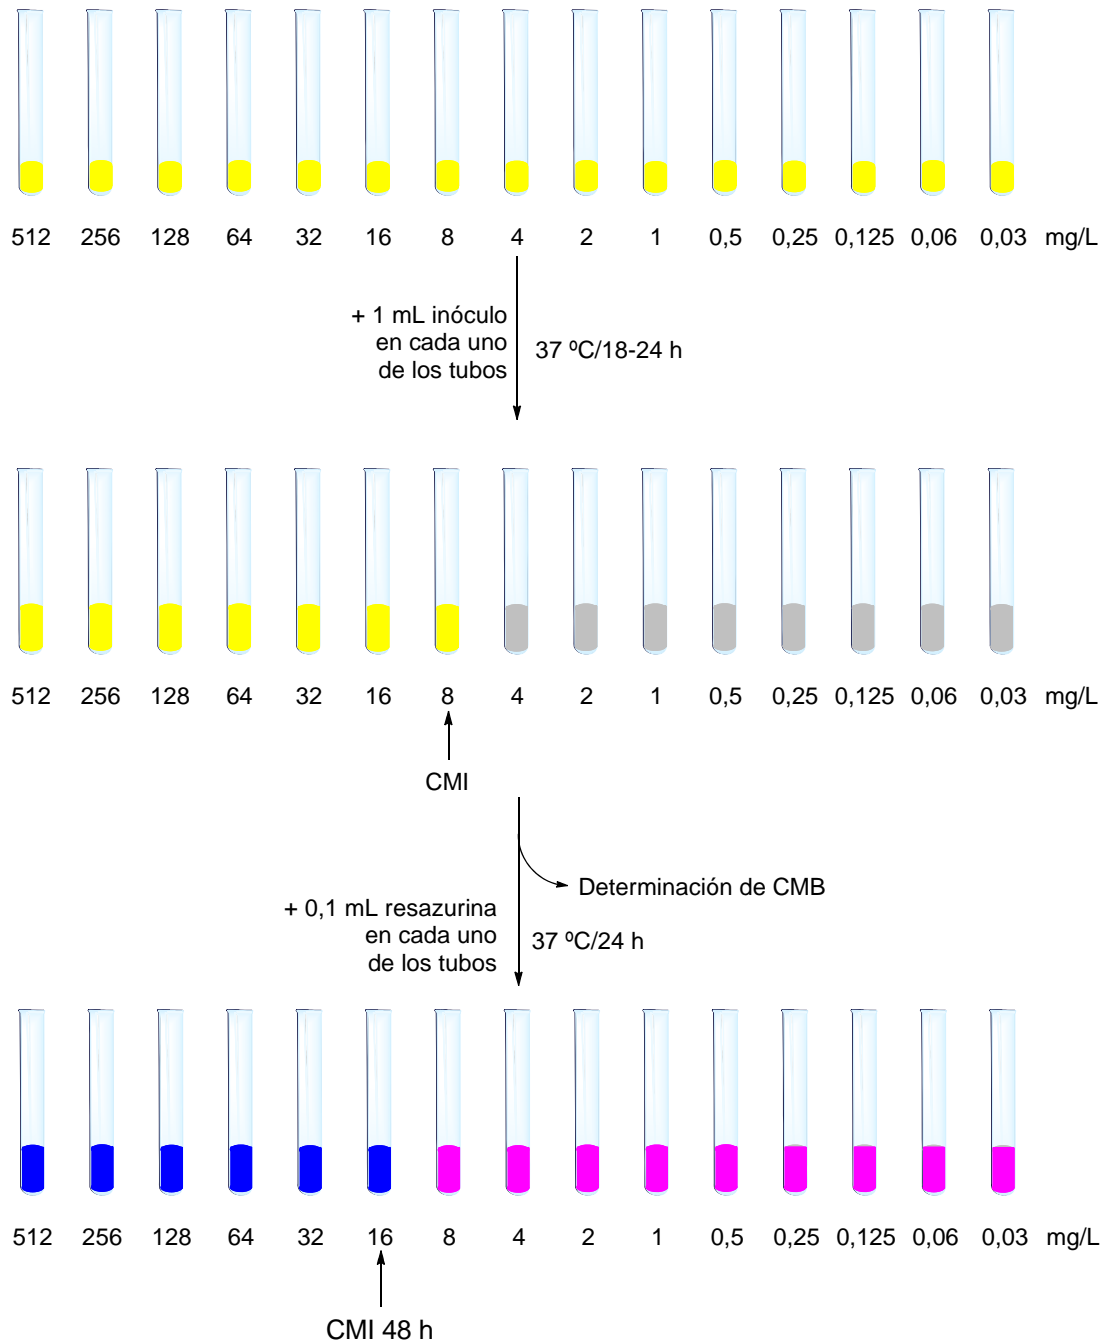 512 256 128 64 32 16 8 4 2 1 0,5 0,25 0,125 0,06 0,03 mg/L
+ 1 mL inóculo
en cada uno
de los tubos
37 ºC/18-24 h
512 256 128 64 32 16 8 4 2 1 0,5 0,25 0,125 0,06 0,03 mg/L
CMI
Determinación de CMB
+ 0,1 mL resazurina
en cada uno
de los tubos
37 ºC/24 h
512 256 128 64 32 16 8 4 2 1 0,5 0,25 0,125 0,06 0,03 mg/L
CMI 48 h